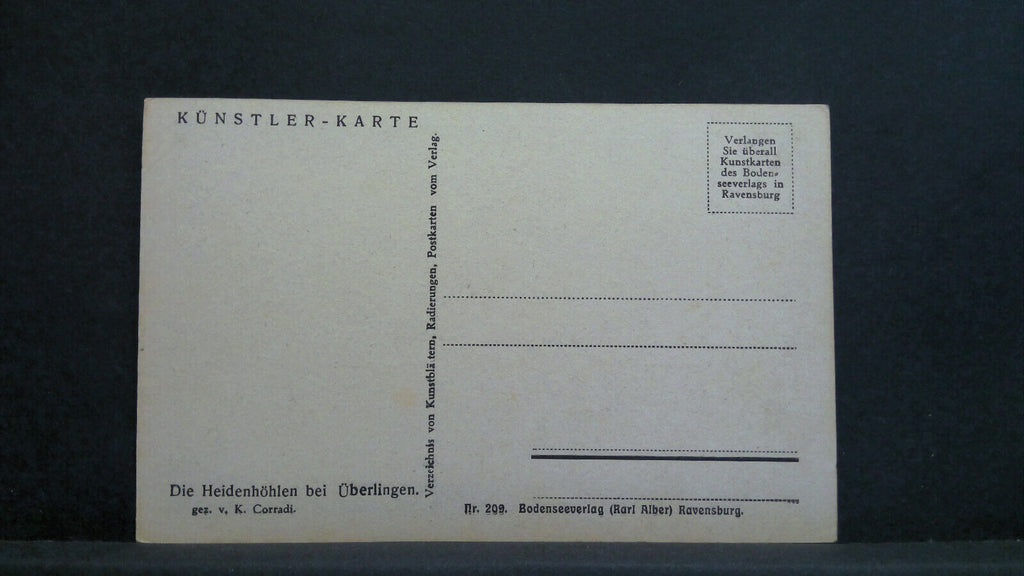 KÜNSTLER-KARTE
Die Heidenhöhlen bei Überlingen.
gez. v. K. Corradi.
Verzeichnis von Kunstblättern, Radierungen, Postkarten vom Verlag.
Verlangen
Sie überall
Kunstkarten
des Boden-
seeverlags in
Ravensburg
Nr. 209. Bodenseeverlag (Karl Alber) Ravensburg.